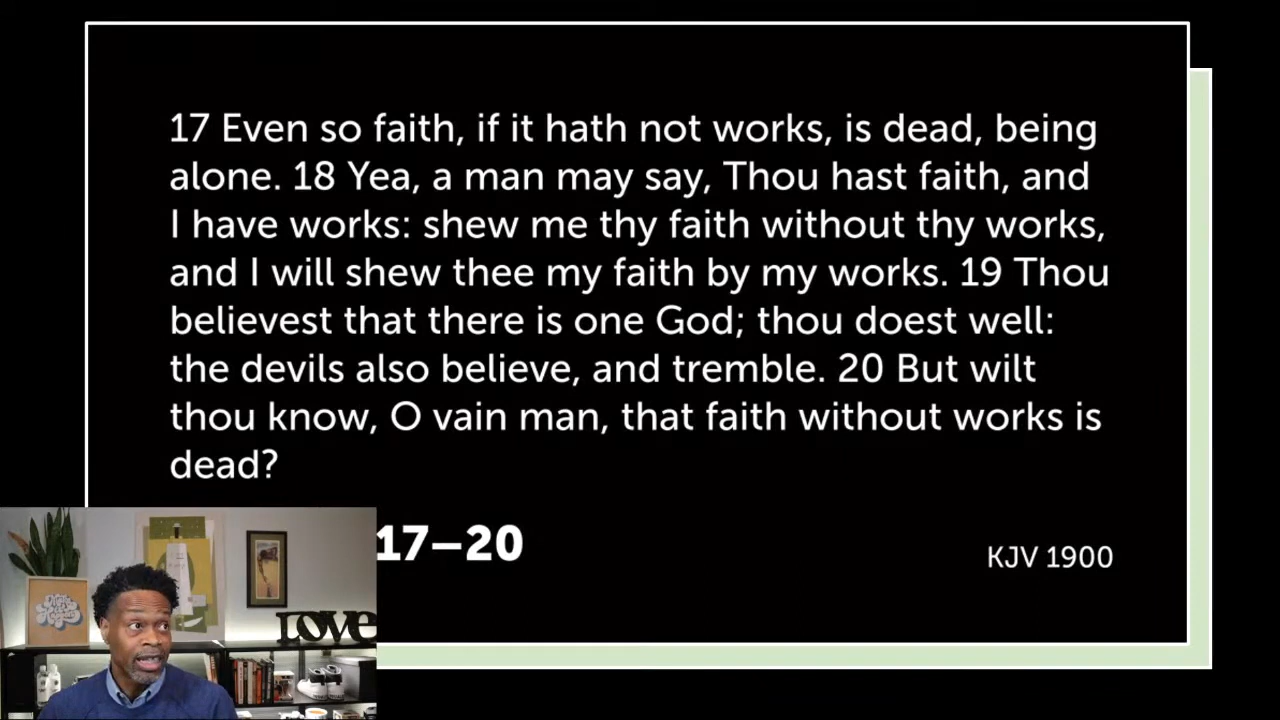 17 Even so faith, if it hath not works, is dead, being
alone. 18 Yea, a man may say, Thou hast faith, and
I have works: shew me thy faith without thy works,
and I will shew thee my faith by my works. 19 Thou
believest that there is one God; thou doest well:
the devils also believe, and tremble. 20 But wilt
thou know, O vain man, that faith without works is
dead?
17–20
KJV 1900
Love